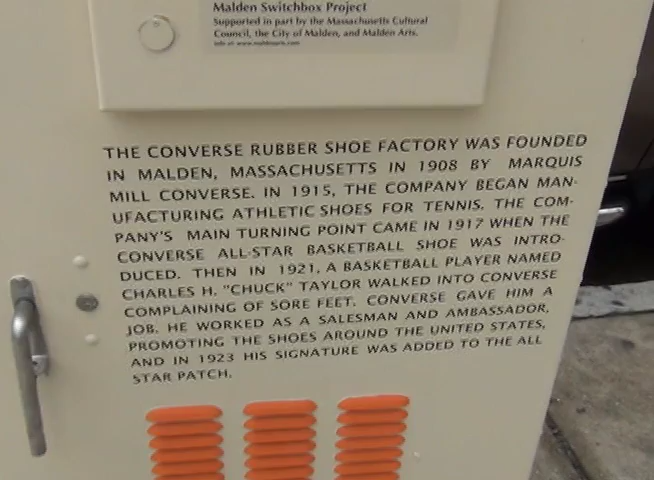 Malden Switchbox Project
Supported in part by the Massachusetts Cultural
Council, the City of Malden, and Malden Arts.
THE CONVERSE RUBBER SHOE FACTORY WAS FOUNDED
IN MALDEN, MASSACHUSETTS IN 1908 BY MARQUIS
MILL CONVERSE. IN 1915, THE COMPANY BEGAN MAN-
UFACTURING ATHLETIC SHOES FOR TENNIS. THE COM-
PANY'S MAIN TURNING POINT CAME IN 1917 WHEN THE
CONVERSE ALL-STAR BASKETBALL SHOE WAS INTRO-
DUCED. THEN IN 1921, A BASKETBALL PLAYER NAMED
CHARLES H. "CHUCK" TAYLOR WALKED INTO CONVERSE
COMPLAINING OF SORE FEET. CONVERSE GAVE HIM A
JOB. HE WORKED AS A SALESMAN AND AMBASSADOR,
PROMOTING THE SHOES AROUND THE UNITED STATES,
AND IN 1923 HIS SIGNATURE WAS ADDED TO THE ALL
STAR PATCH.